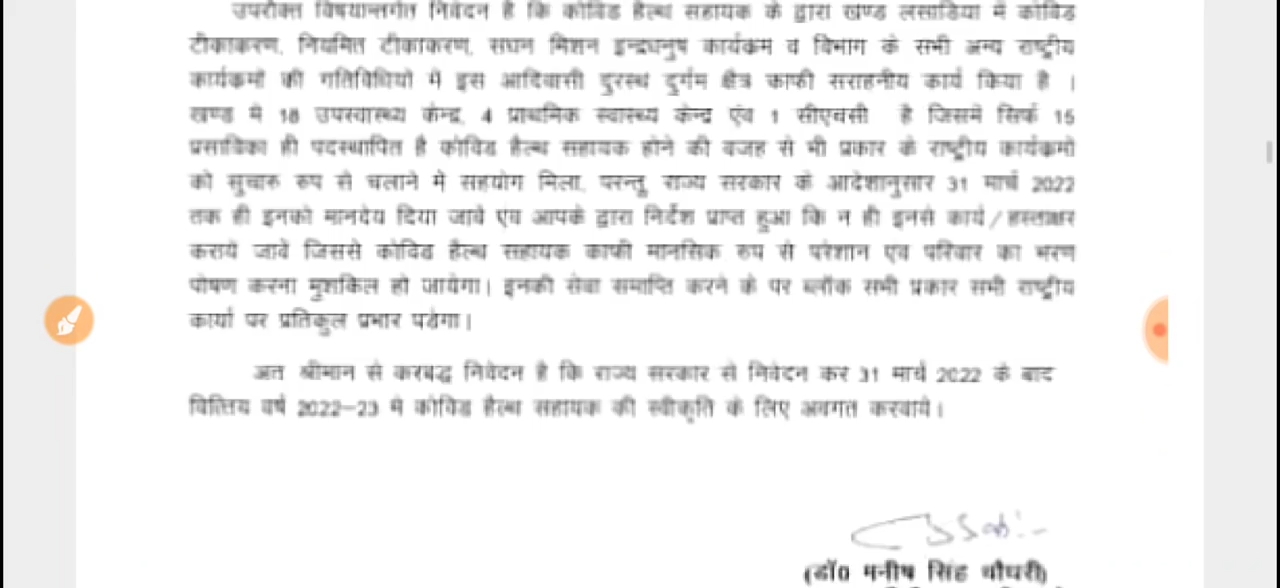 उपरोक्त विषयान्तर्गत निवेदन है कि कोविड हैल्थ सहायक के द्वारा खण्ड लसाडिया में कोविड
टीकाकरण, नियमित टीकाकरण, सघन मिशन इन्द्रधनुष कार्यक्रम व विभाग के सभी अन्य राष्ट्रीय
कार्यक्रमों की गतिविधियो मे इस आदिवासी दुरस्थ दुर्गम क्षैत्र काफी सराहनीय कार्य किया है ।
खण्ड मे 18 उपस्वास्थ्य केन्द्र, 4 प्राथमिक स्वास्थ्य केन्द्र एंव 1 सीएचसी है जिसमे सिर्फ 15
प्रसाविका ही पदस्थापित है कोविड हैल्थ सहायक होने की वजह से भी प्रकार के राष्ट्रीय कार्यक्रमो
को सुचारु रुप से चलाने मे सहयोग मिला, परन्तु राज्य सरकार के आदेशानुसार 31 मार्च 2022
तक ही इनको मानदेय दिया जावे एंव आपके द्वारा निर्देश प्राप्त हुआ कि न ही इनसे कार्य/हस्ताक्षर
कराये जावे जिससे कोविड हैल्थ सहायक काफी मानसिक रुप से परेशान एव परिवार का भरण
पोषण करना मुशकिल हो जायेगा। इनकी सेवा समाप्ति करने के पर ब्लॉक सभी प्रकार सभी राष्ट्रीय
कार्यो पर प्रतिकुल प्रभार पडेगा।
अत श्रीमान से करबद्ध निवेदन है कि राज्य सरकार से निवेदन कर 31 मार्च 2022 के बाद
वित्तिय वर्ष 2022-23 मे कोविड हैल्थ सहायक की स्वीकृति के लिए अवगत करवाये।
(डॉ0 मनीष सिंह चौधरी)